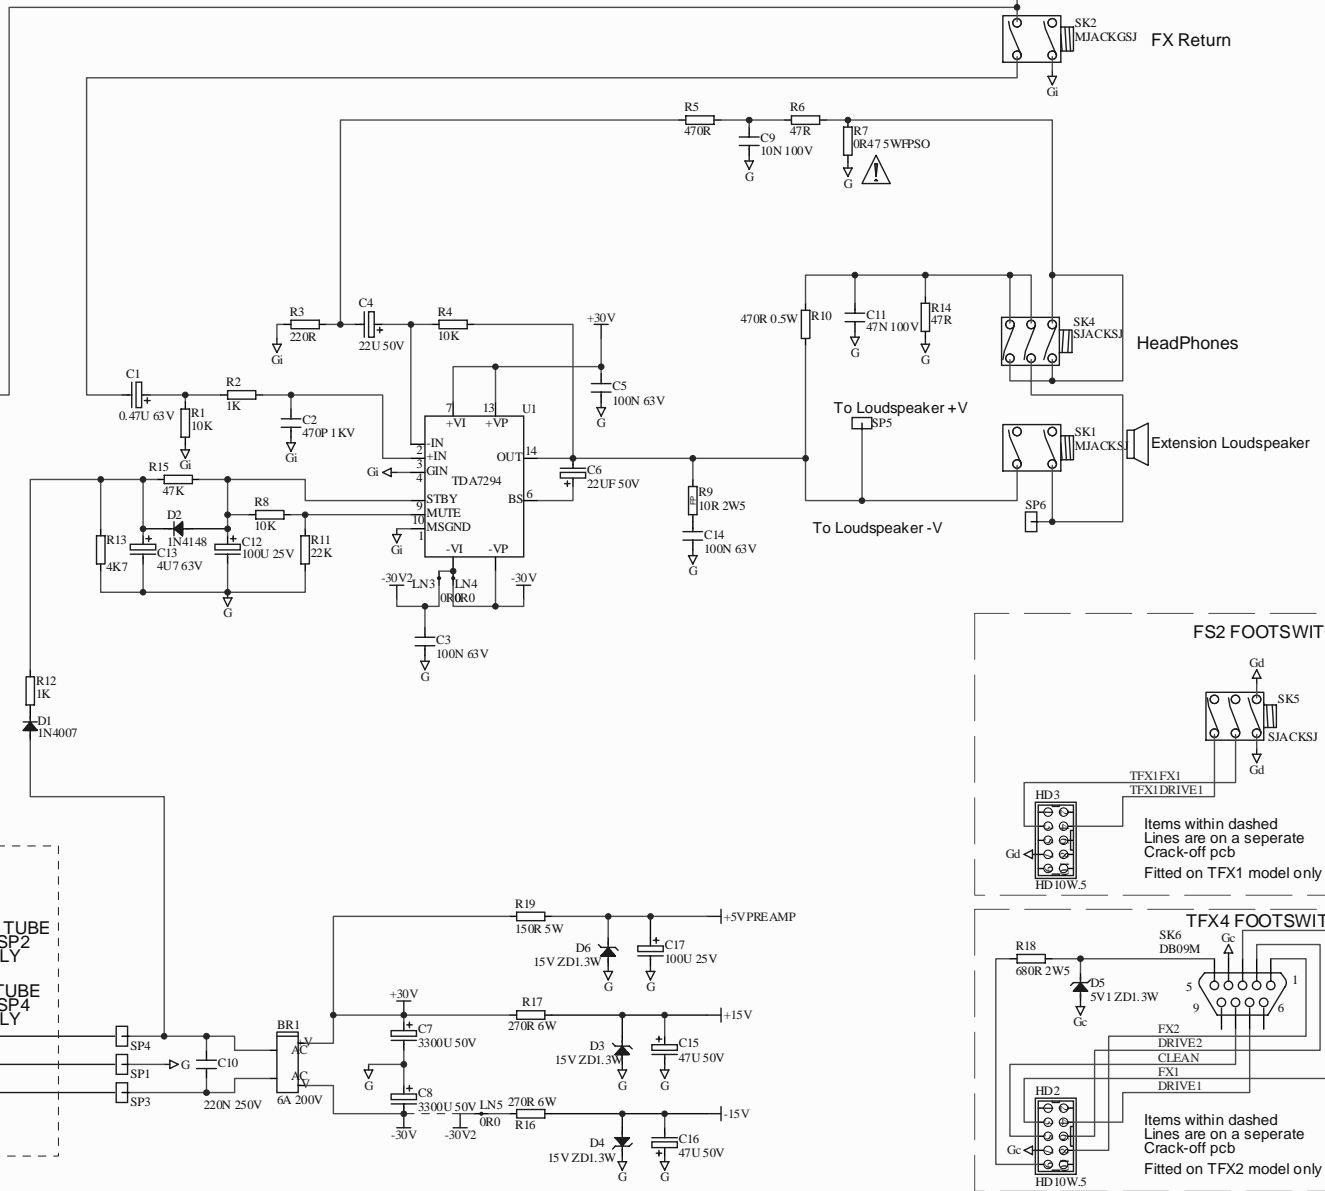 SK2
MJACKGSJ
FX Return
Gi
R5
470R
C9
10N 100V
G
R6
47R
R7
0R47 5WFPSO
G
R3
220R
Gi
C4
22U 50V
R4
10K
+30V
C5
100N 63V
G
470R 0.5W
R10
C11
47N 100V
G
R14
47R
G
SK4
SJACKSJ
HeadPhones
C1
0.47U 63V
R1
10K
Gi
R2
1K
C2
470P 1KV
Gi
7
+VI
13
+VP
U1
-IN
2
+IN
3
GIN
4
Gi
TDA7294
OUT
14
STBY
9
MUTE
10
MSGND
1
BS
6
-VI
-VP
Gi
C6
22UF 50V
To Loudspeaker +V
SP5
SK1
MJACKSJ
Extension Loudspeaker
SP6
To Loudspeaker -V
R9
FP
10R 2W5
C14
100N 63V
G
R15
47K
R8
10K
D2
1N4148
R13
4K7
C13
4U7 63V
C12
100U 25V
R11
22K
G
-30V2
LN3
0R0
LN4
0R0
-30V
C3
100N 63V
G
R12
1K
D1
1N4007
FS2 FOOTSWIT
Gd
SK5
SJACKSJ
Gd
TFX1FX1
TFX1DRIVE1
HD3
Gd
HD10W.5
Items within dashed
Lines are on a seperate
Crack-off pcb
Fitted on TFX1 model only
TUBE
SP2
LY
TUBE
SP4
LY
SP4
SP1
SP3
G
C10
220N 250V
BR1
V
AC
AC
V
6A 200V
R19
150R 5W
D6
15V ZD1.3W
G
C17
100U 25V
G
+5VPREAMP
+30V
C7
3300U 50V
G
C8
3300U 50V
-30V
-30V2
LN5
0R0
R17
270R 6W
D3
15V ZD1.3W
G
C15
47U 50V
G
+15V
270R 6W
R16
D4
15V ZD1.3W
G
C16
47U 50V
G
-15V
TFX4 FOOTSWIT
SK6
DB09M
Gc
R18
680R 2W5
D5
5V1 ZD1.3W
Gc
5
1
9
6
FX2
DRIVE2
CLEAN
FX1
DRIVE1
HD2
Gc
HD10W.5
Items within dashed
Lines are on a seperate
Crack-off pcb
Fitted on TFX2 model only